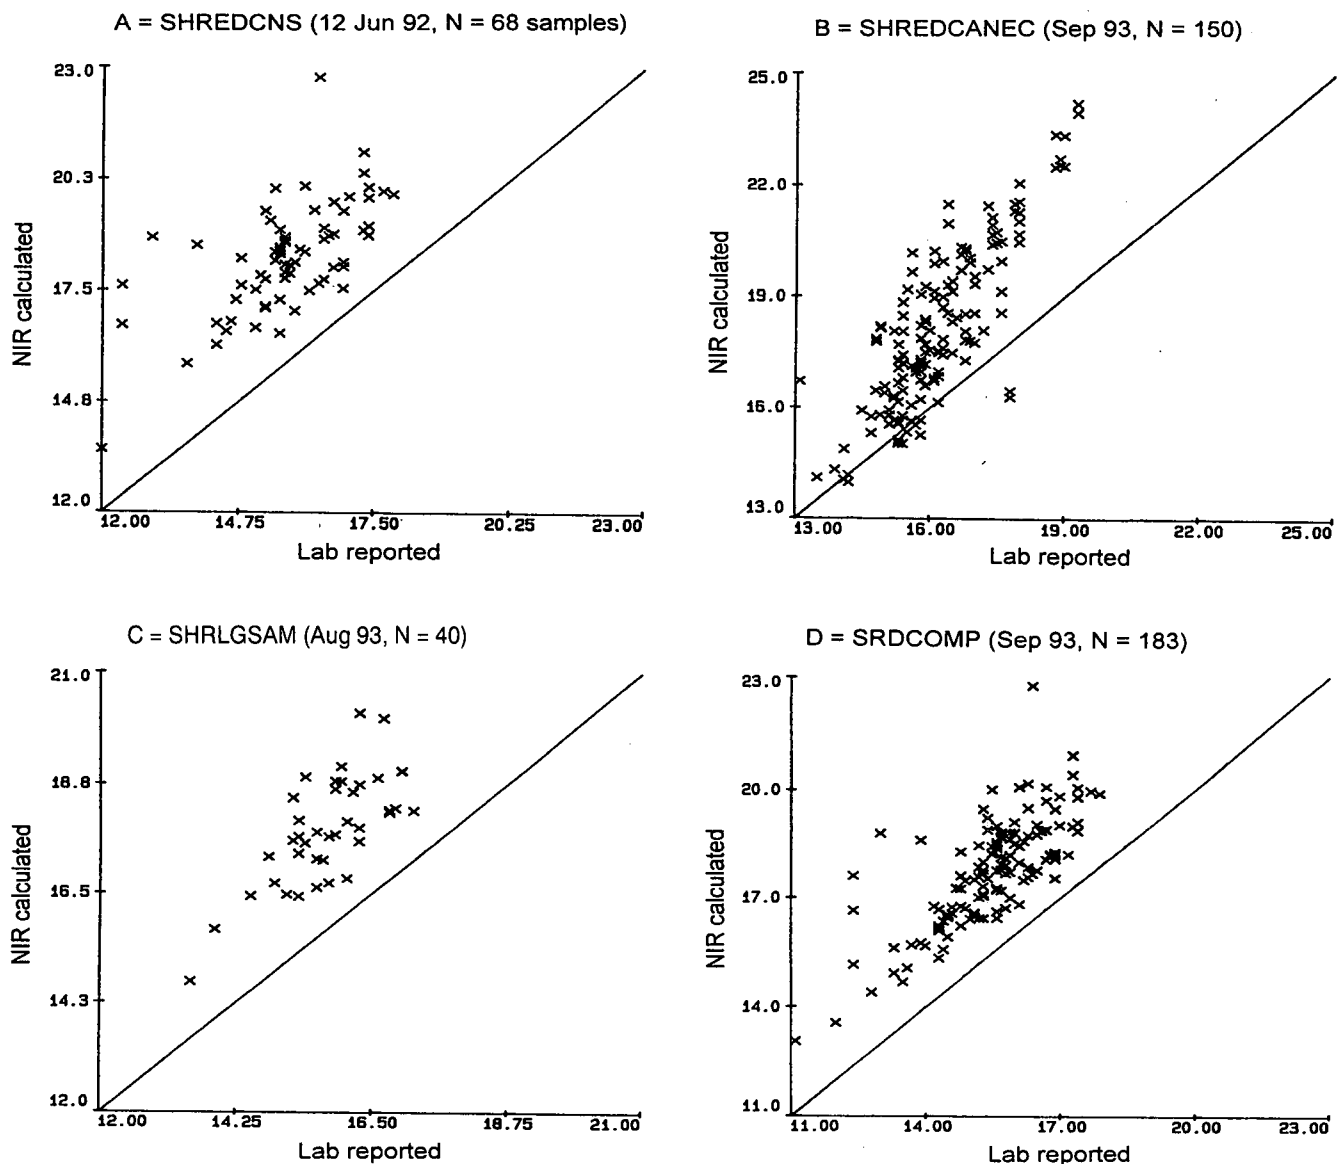 A = SHREDCNS (12 Jun 92, N = 68 samples)
23.0
20.3
17.5
14.8
12.0
NIR calculated
12.00 14.75 17.50 20.25 23.00
Lab reported
B = SHREDCANEC (Sep 93, N = 150)
25.0
22.0
19.0
16.0
13.0
NIR calculated
13.00 16.00 19.00 22.00 25.00
Lab reported
C = SHRLGSAM (Aug 93, N = 40)
21.0
18.8
16.5
14.3
12.0
NIR calculated
12.00 14.25 16.50 18.75 21.00
Lab reported
D = SRDCOMP (Sep 93, N = 183)
23.0
20.0
17.0
14.0
11.0
NIR calculated
11.00 14.00 17.00 20.00 23.00
Lab reported